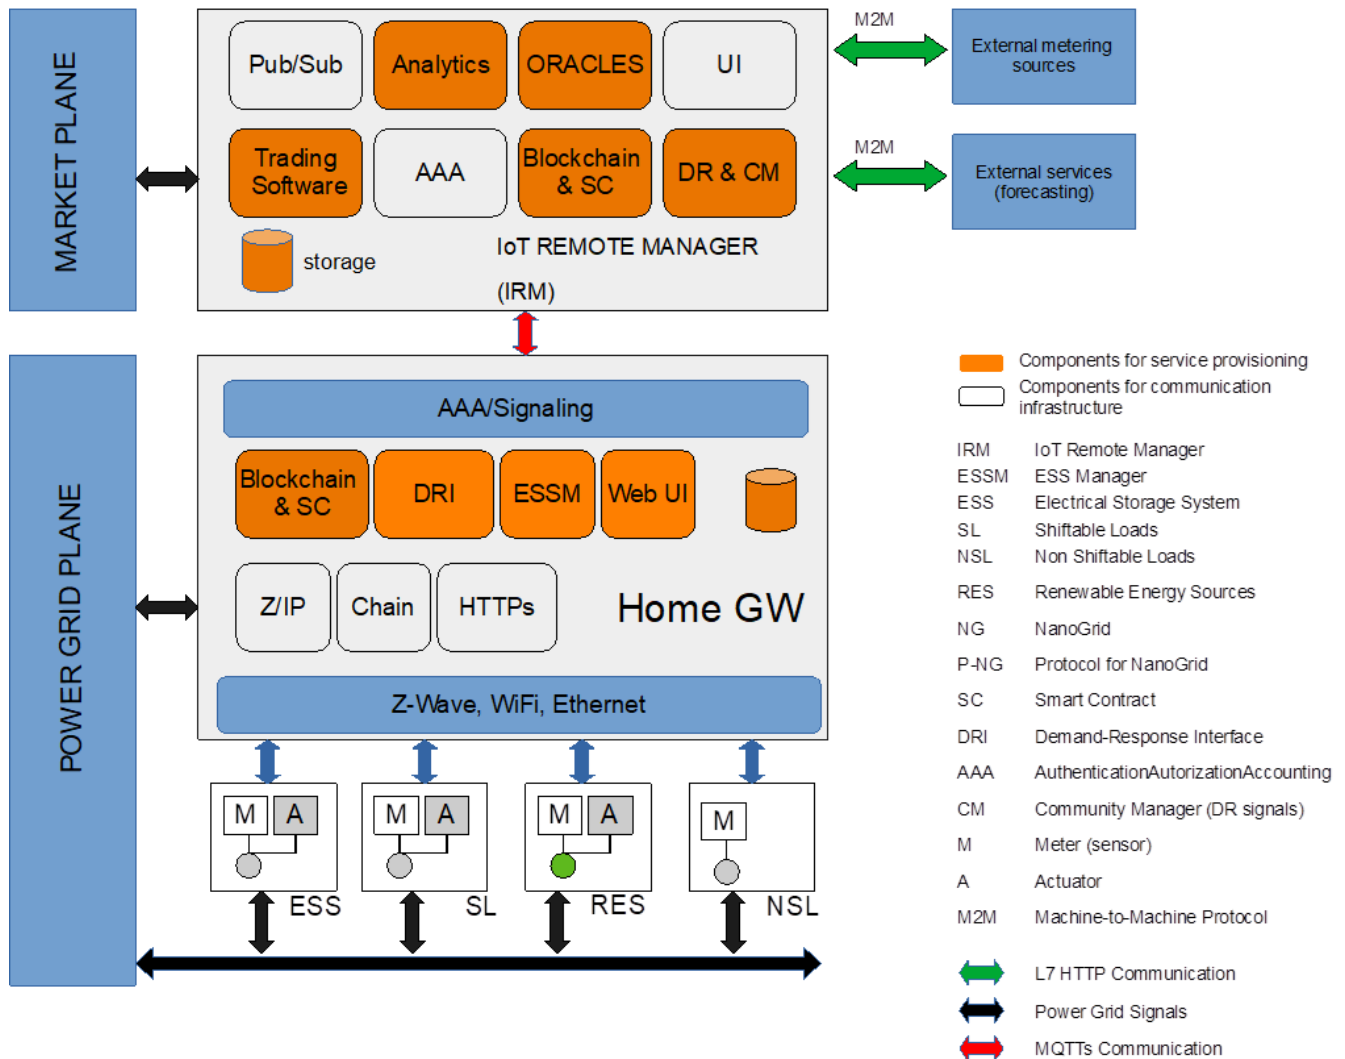 MARKET PLANE
Pub/Sub
Analytics
ORACLES
UI
Trading
Software
AAA
Blockchain
& SC
DR & CM
storage
IoT REMOTE MANAGER
(IRM)
M2M
External metering
sources
M2M
External services
(forecasting)
POWER GRID PLANE
AAA/Signaling
Blockchain
& SC
DRI
ESSM
Web UI
Z/IP
Chain
HTTPs
Home GW
Z-Wave, WiFi, Ethernet
M A
ESS
M A
SL
M A
RES
M
NSL
Components for service provisioning
Components for communication
infrastructure
IRM IoT Remote Manager
ESSM ESS Manager
ESS Electrical Storage System
SL Shiftable Loads
NSL Non Shiftable Loads
RES Renewable Energy Sources
NG NanoGrid
P-NG Protocol for NanoGrid
SC Smart Contract
DRI Demand-Response Interface
AAA AuthenticationAutorizationAccounting
CM Community Manager (DR signals)
M Meter (sensor)
A Actuator
M2M Machine-to-Machine Protocol
L7 HTTP Communication
Power Grid Signals
MQTTs Communication